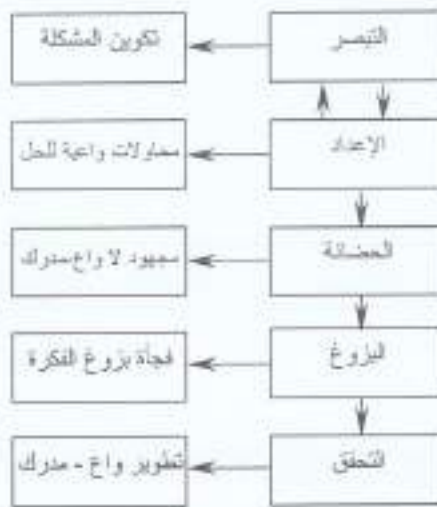 التبصر
تكوين المشكلة
الإعداد
محاولات واعية للحل
الحضانة
مجهود لا واع-مدرك
البزوغ
فجأة بزوغ الفكرة
التحقق
تطوير واع - مدرك